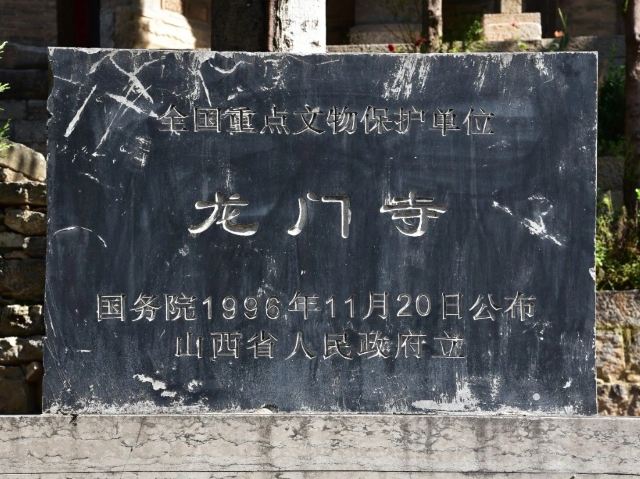 全国重点文物保护单位
龙门寺
国务院1996年11月20日公布
山西省人民政府立